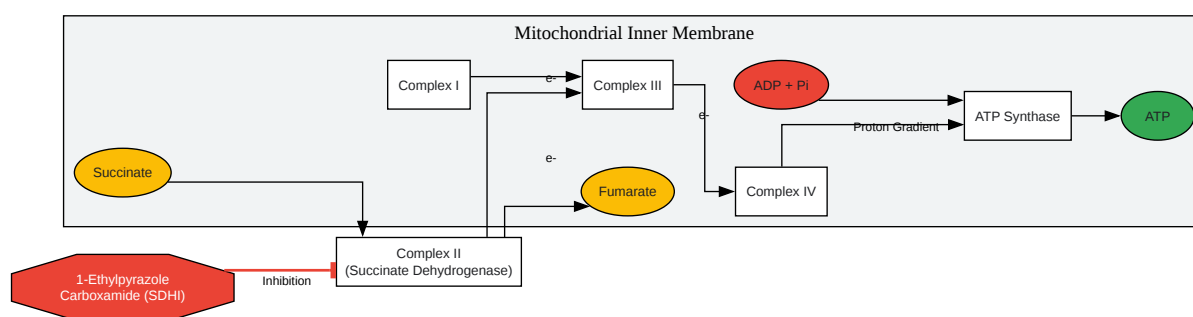 Mitochondrial Inner Membrane
Complex I
e-
Complex III
ADP + Pi
e-
Proton Gradient
ATP Synthase
ATP
Succinate
e-
Fumarate
Complex IV
Complex II
(Succinate Dehydrogenase)
1-Ethylpyrazole
Carboxamide (SDHI)
Inhibition